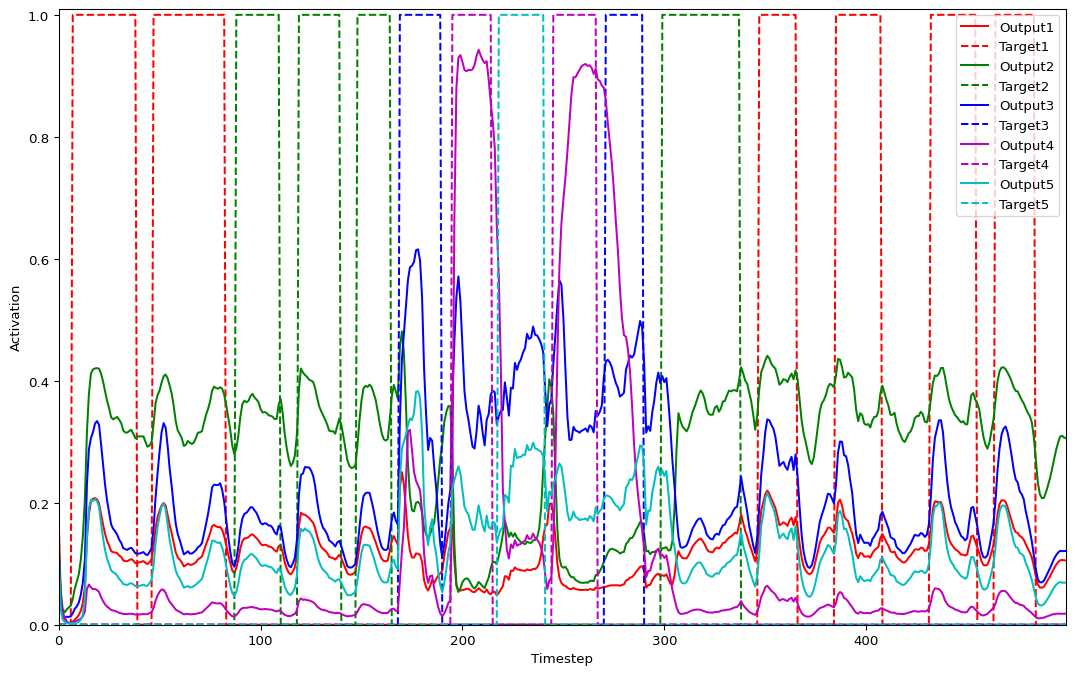 1.0
0.8
0.6
0.4
0.2
0.0
Activation
0
100
200
300
400
Timestep
Output1
Target1
Output2
Target2
Output3
Target3
Output4
Target4
Output5
Target5